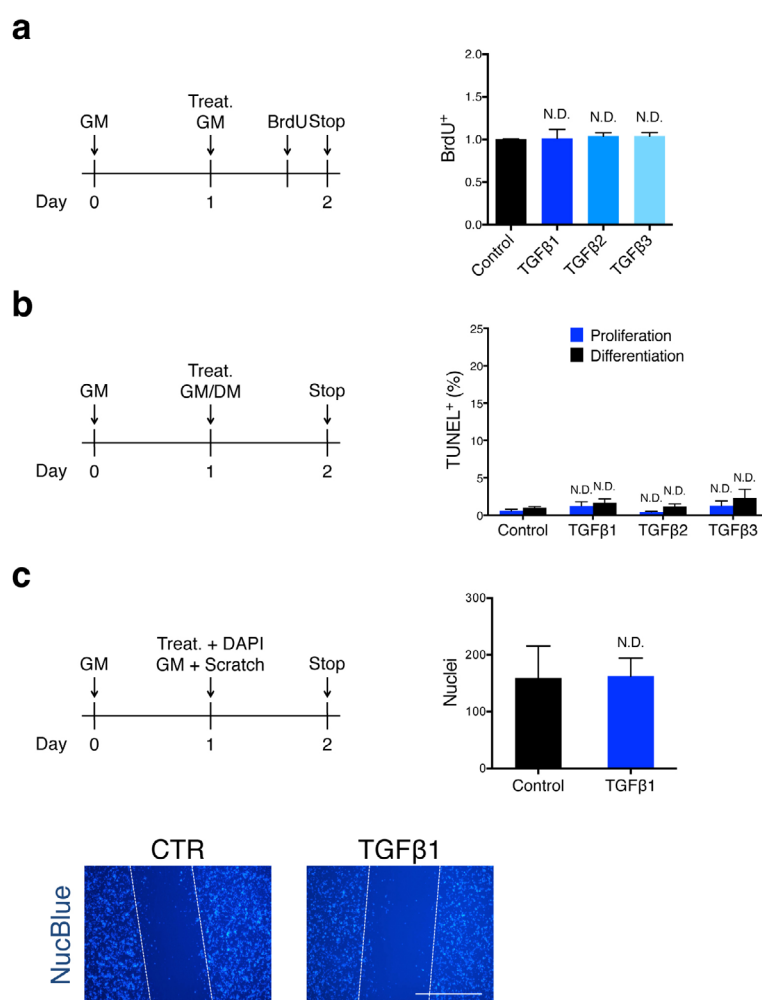 a
Treat.
GM GM BrdU Stop
Day 0 1 2
BrdU⁺
2.0
1.5
1.0
0.5
0.0
N.D. N.D. N.D.
Control TGFβ1 TGFβ2 TGFβ3
b
Treat.
GM GM/DM Stop
Day 0 1 2
TUNEL⁺ (%)
25
20
15
10
5
0
Proliferation
Differentiation
N.D. N.D. N.D. N.D. N.D. N.D.
Control TGFβ1 TGFβ2 TGFβ3
c
Treat. + DAPI
GM GM + Scratch Stop
Day 0 1 2
Nuclei
300
200
100
0
N.D.
Control TGFβ1
CTR TGFβ1
NucBlue